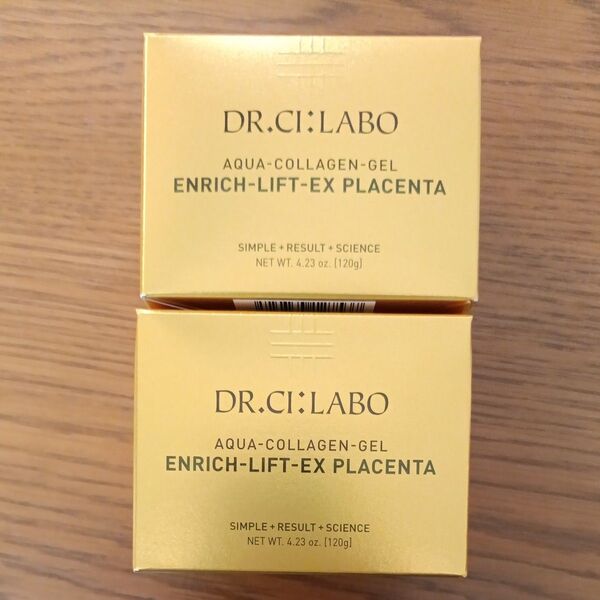 DR.CI:LABO
AQUA-COLLAGEN-GEL
ENRICH-LIFT-EX PLACENTA
SIMPLE + RESULT + SCIENCE
NET WT. 4.23 oz. [120g]
DR.CI:LABO
AQUA-COLLAGEN-GEL
ENRICH-LIFT-EX PLACENTA
SIMPLE + RESULT + SCIENCE
NET WT. 4.23 oz. [120g]